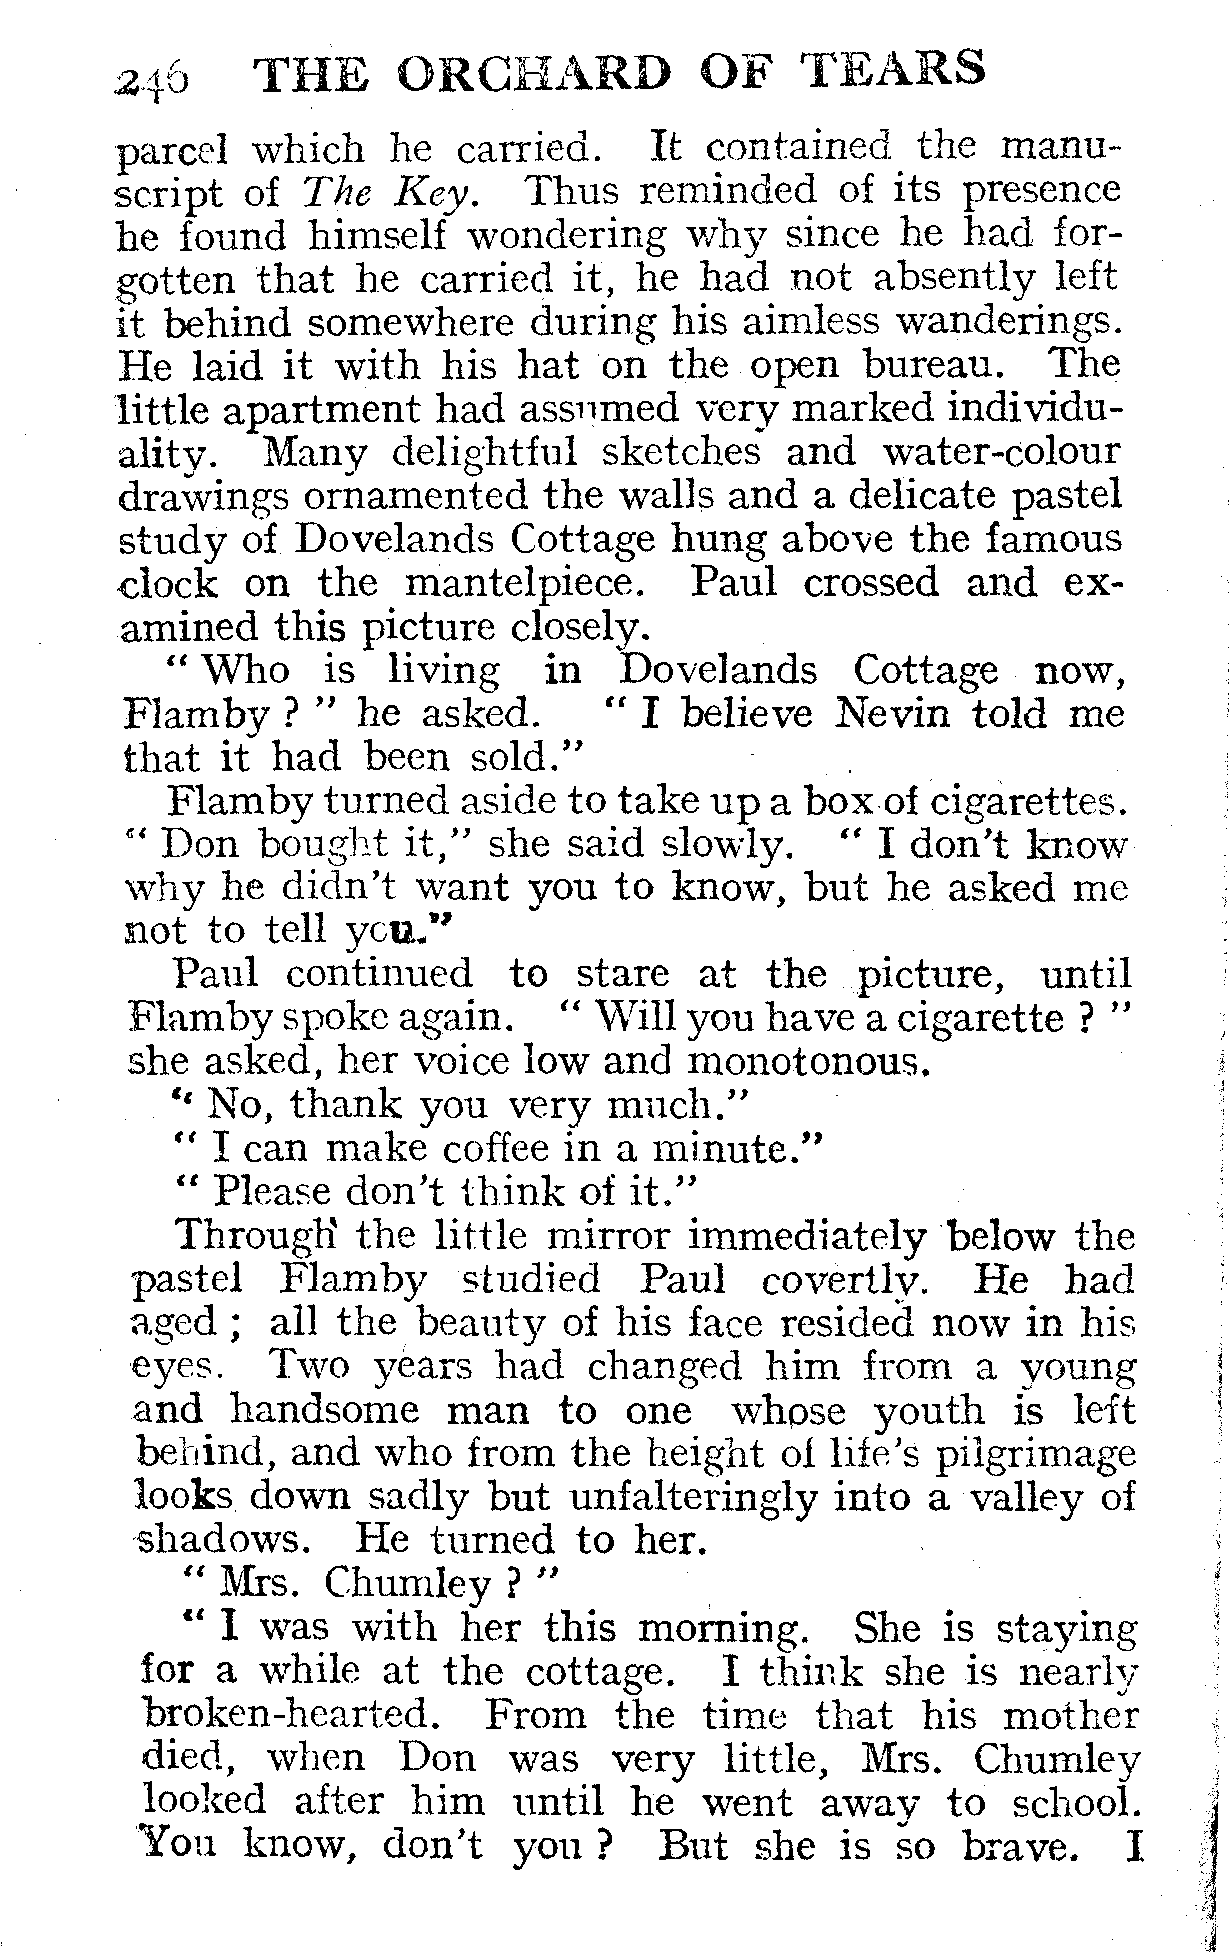 246 THE ORCHARD OF TEARS
parcel which he carried. It contained the manu-
script of The Key. Thus reminded of its presence
he found himself wondering why since he had for-
gotten that he carried it, he had not absently left
it behind somewhere during his aimless wanderings.
He laid it with his hat on the open bureau. The
little apartment had assumed very marked individu-
ality. Many delightful sketches and water-colour
drawings ornamented the walls and a delicate pastel
study of Dovelands Cottage hung above the famous
clock on the mantelpiece. Paul crossed and ex-
amined this picture closely.
" Who is living in Dovelands Cottage now,
Flamby ? " he asked. " I believe Nevin told me
that it had been sold."
Flamby turned aside to take up a box of cigarettes.
" Don bought it," she said slowly. " I don't know
why he didn't want you to know, but he asked me
not to tell you."
Paul continued to stare at the picture, until
Flamby spoke again. " Will you have a cigarette ? "
she asked, her voice low and monotonous.
" No, thank you very much."
" I can make coffee in a minute."
" Please don't think of it."
Through the little mirror immediately below the
pastel Flamby studied Paul covertly. He had
aged ; all the beauty of his face resided now in his
eyes. Two years had changed him from a young
and handsome man to one whose youth is left
behind, and who from the height of life's pilgrimage
looks down sadly but unfalteringly into a valley of
shadows. He turned to her.
" Mrs. Chumley ? "
" I was with her this morning. She is staying
for a while at the cottage. I think she is nearly
broken-hearted. From the time that his mother
died, when Don was very little, Mrs. Chumley
looked after him until he went away to school.
You know, don't you ? But she is so brave. I